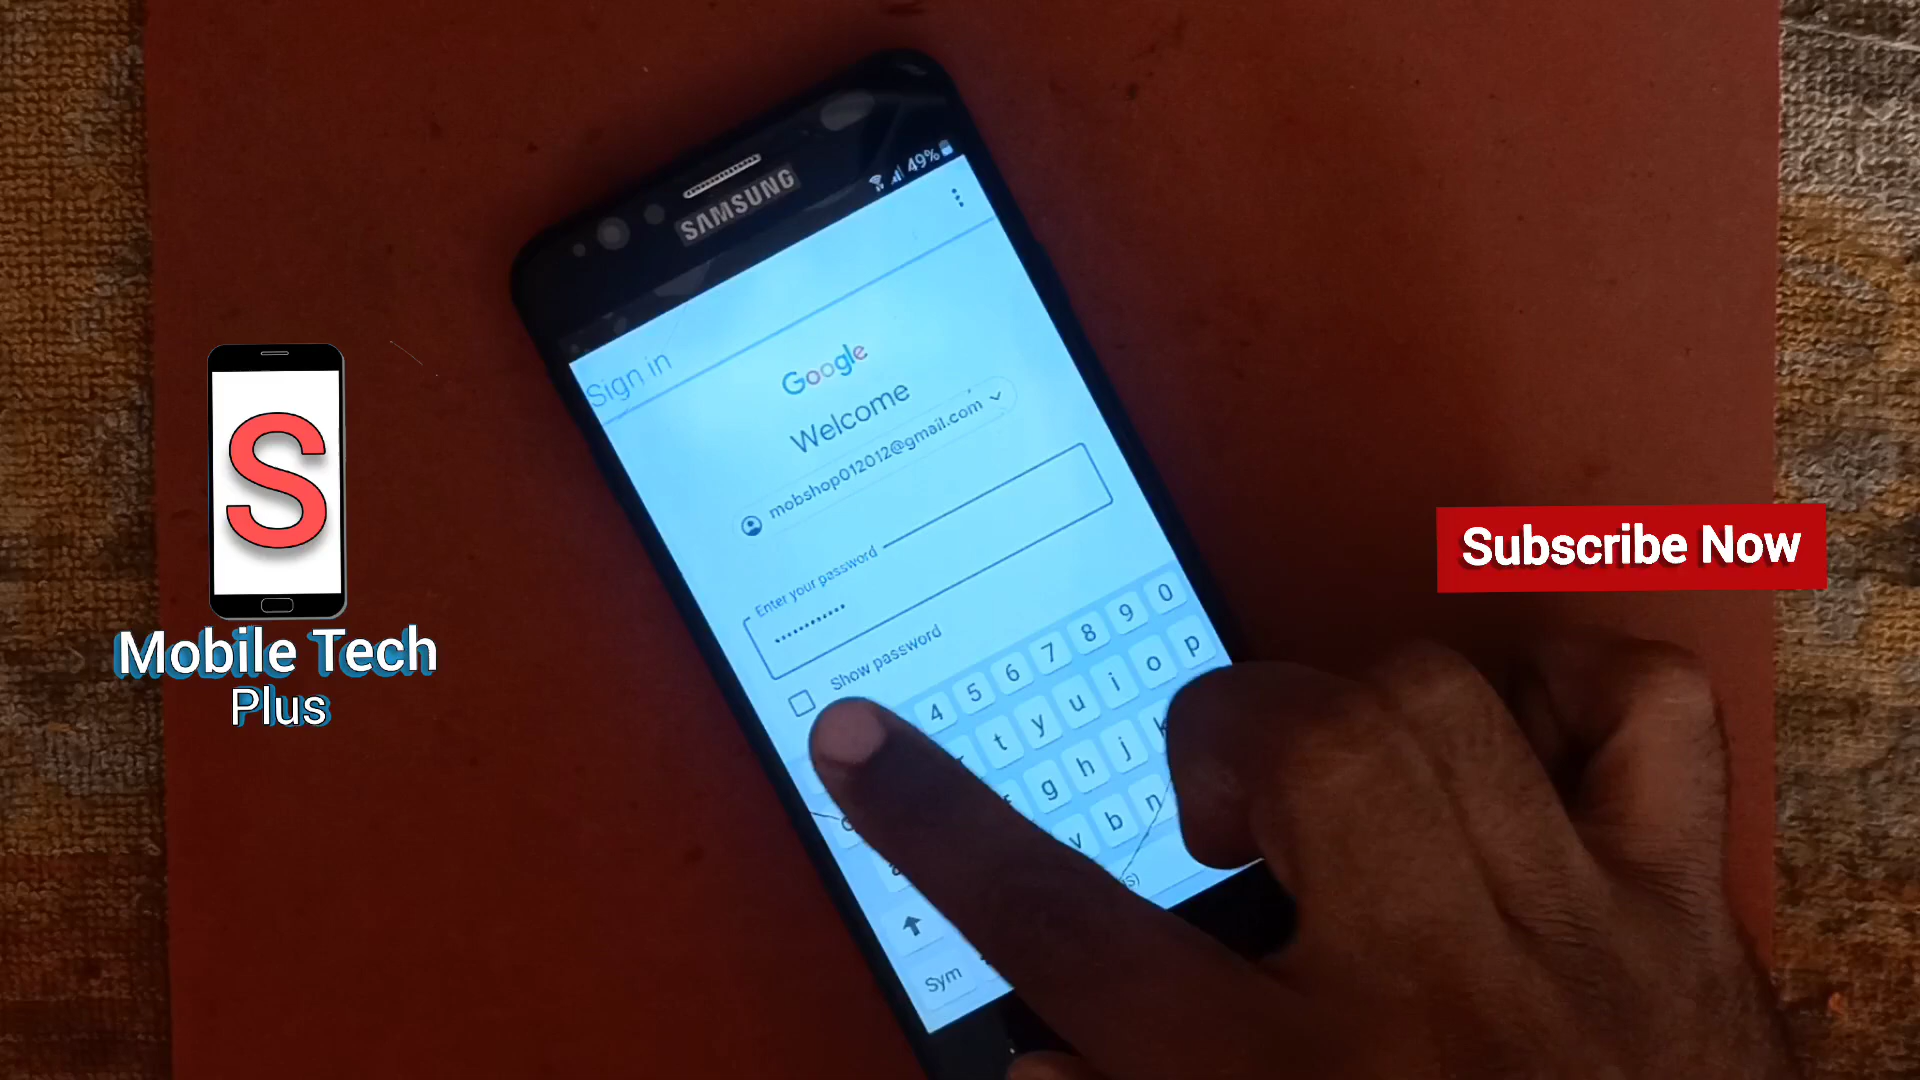 SAMSUNG
49%
Sign in
Google
Welcome
mobshop012012@gmail.com
Enter your password
••••••••••••
Show password
4 5 6 7 8 9 0
t y u i o p
g h j k
v b n
Sym
S
Mobile Tech
Plus
Subscribe Now